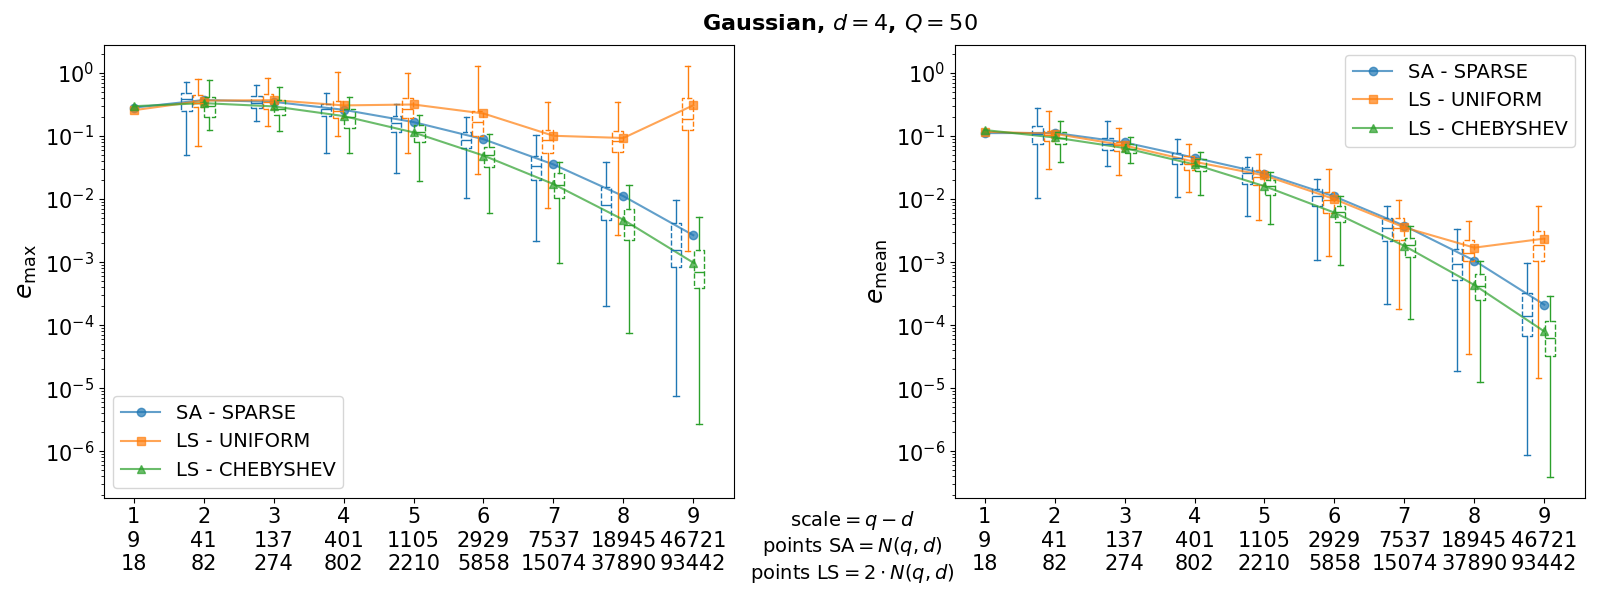 Gaussian, d = 4, Q = 50
10^0
10^-1
10^-2
10^-3
10^-4
10^-5
10^-6
e_max
SA - SPARSE
LS - UNIFORM
LS - CHEBYSHEV
1 2 3 4 5 6 7 8 9
9 41 137 401 1105 2929 7537 18945 46721
18 82 274 802 2210 5858 15074 37890 93442
scale = q − d
points SA = N(q, d)
points LS = 2 · N(q, d)
10^0
10^-1
10^-2
10^-3
10^-4
10^-5
10^-6
e_mean
SA - SPARSE
LS - UNIFORM
LS - CHEBYSHEV
1 2 3 4 5 6 7 8 9
9 41 137 401 1105 2929 7537 18945 46721
18 82 274 802 2210 5858 15074 37890 93442